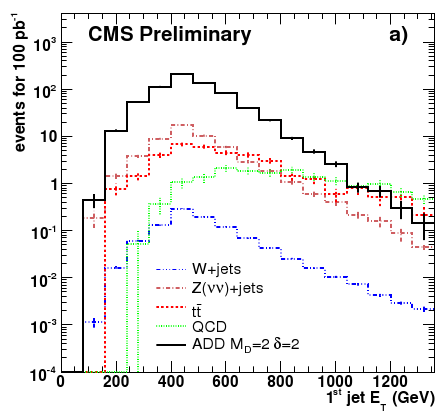 CMS Preliminary a)
events for 100 pb⁻¹
10³
10²
10
1
10⁻¹
10⁻²
10⁻³
10⁻⁴
W+jets
Z(νν)+jets
tt̄
QCD
ADD M_D=2 δ=2
0 200 400 600 800 1000 1200
1ˢᵗ jet E_T (GeV)